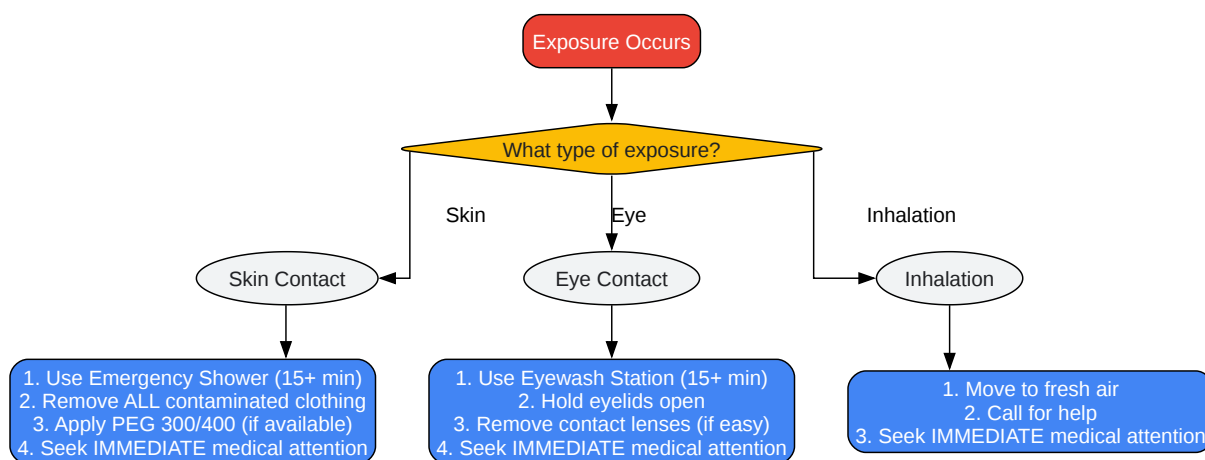 Exposure Occurs
What type of exposure?
Skin
Eye
Inhalation
Skin Contact
Eye Contact
Inhalation
1. Use Emergency Shower (15+ min)
2. Remove ALL contaminated clothing
3. Apply PEG 300/400 (if available)
4. Seek IMMEDIATE medical attention
1. Use Eyewash Station (15+ min)
2. Hold eyelids open
3. Remove contact lenses (if easy)
4. Seek IMMEDIATE medical attention
1. Move to fresh air
2. Call for help
3. Seek IMMEDIATE medical attention